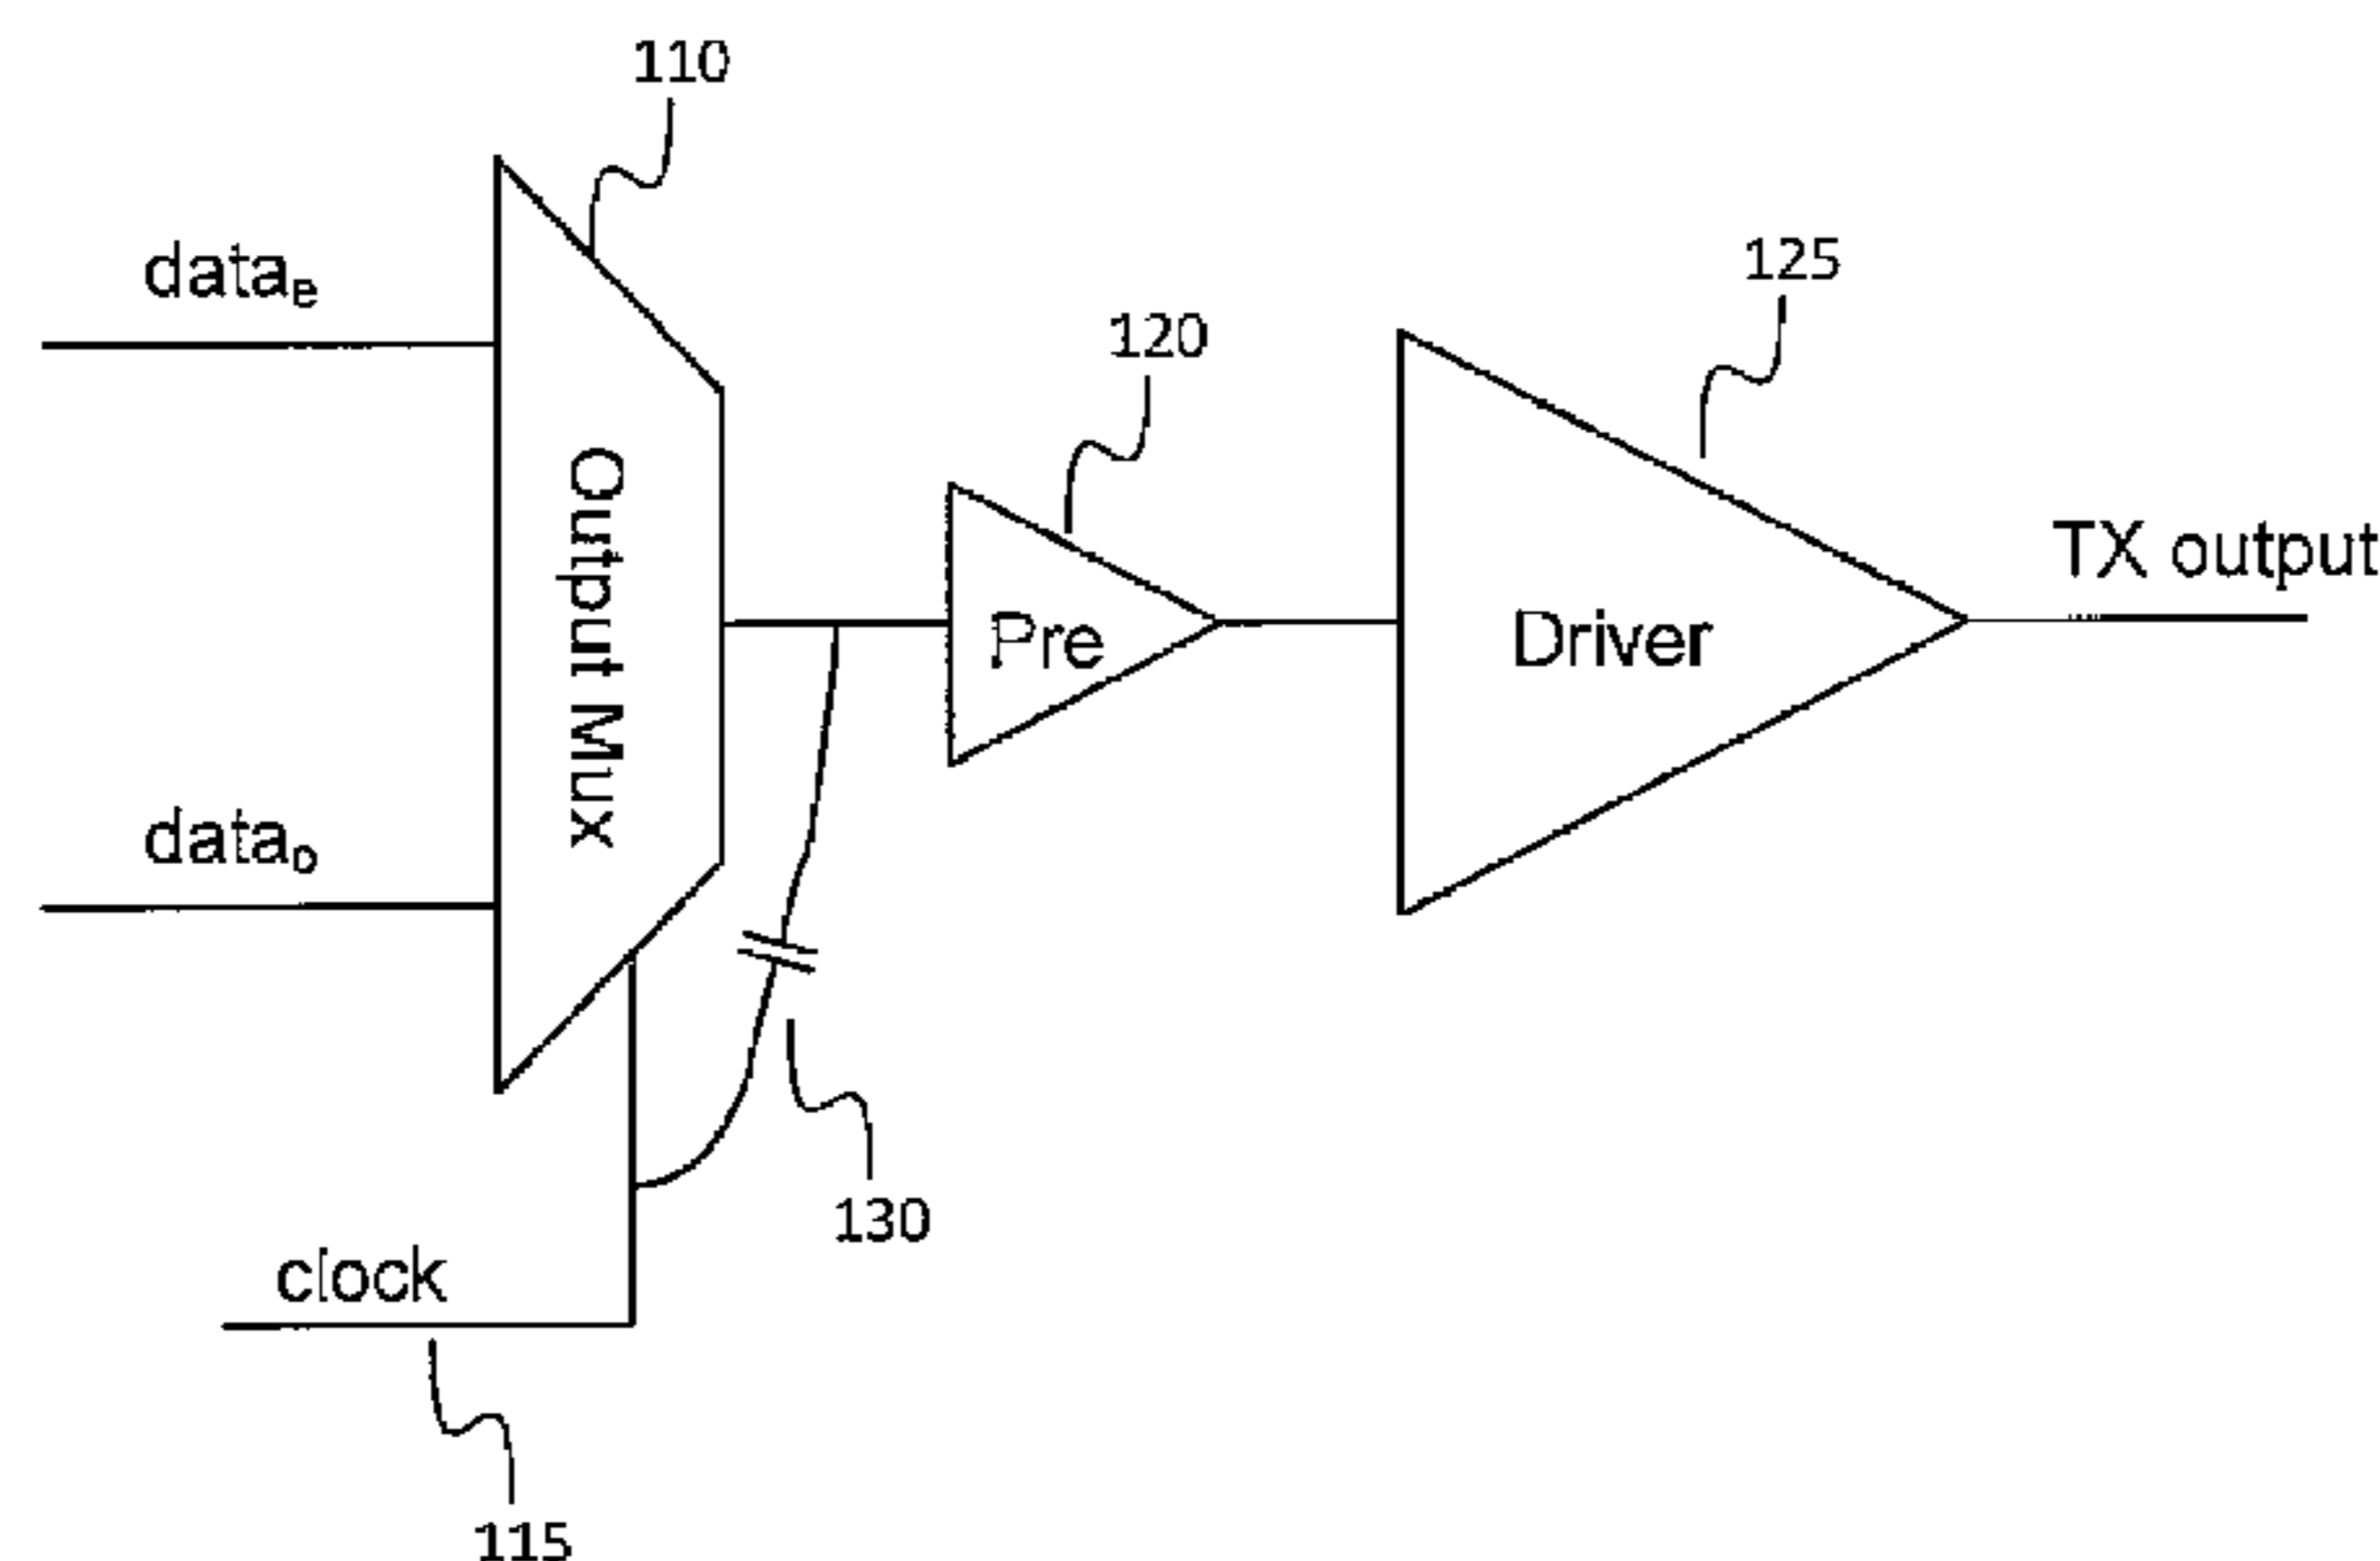 110
data_e
125
120
TX output
Output Mux
Pre
Driver
data_o
130
clock
115